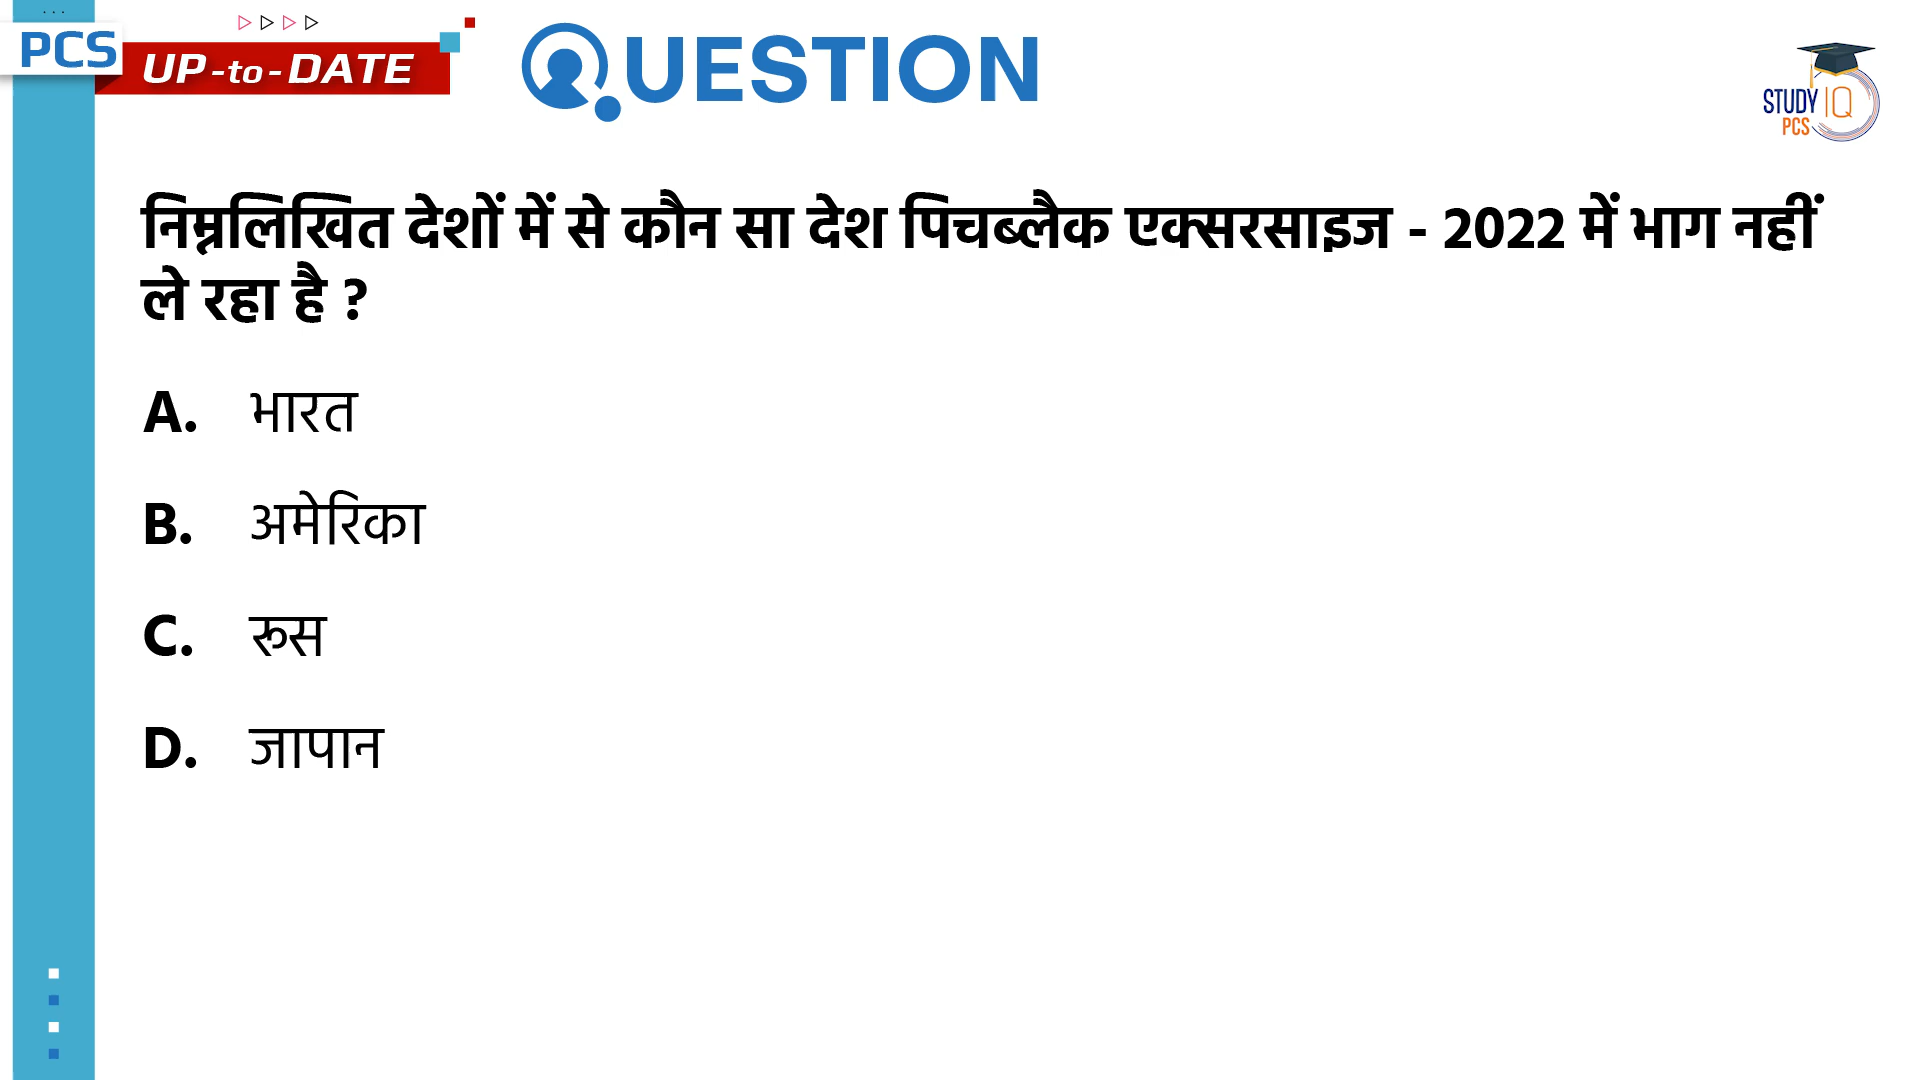 PCS
UP-to-DATE
QUESTION
STUDY IQ
PCS
निम्नलिखित देशों में से कौन सा देश पिचब्लैक एक्सरसाइज - 2022 में भाग नहीं
ले रहा है ?
A. भारत
B. अमेरिका
C. रूस
D. जापान